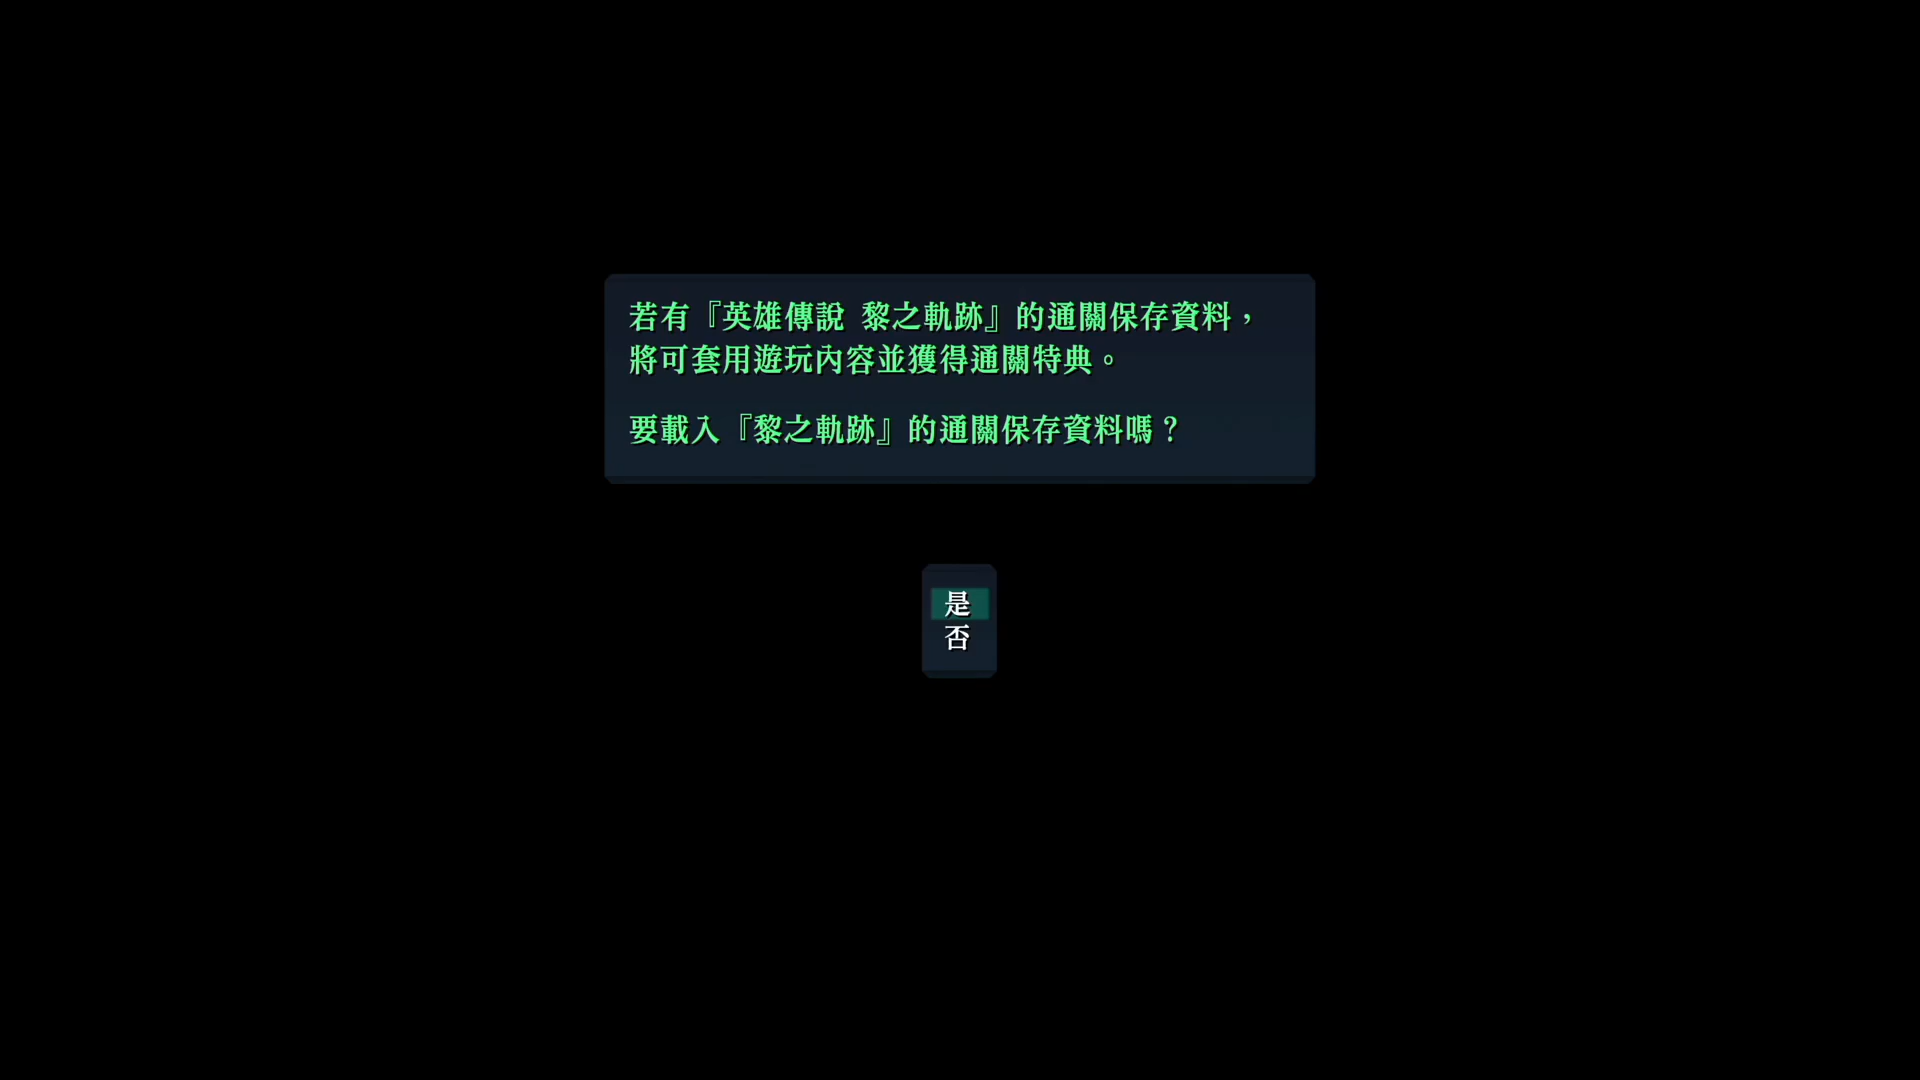 若有『英雄傳說 黎之軌跡』的通關保存資料，
將可套用遊玩內容並獲得通關特典。
要載入『黎之軌跡』的通關保存資料嗎？
是
否